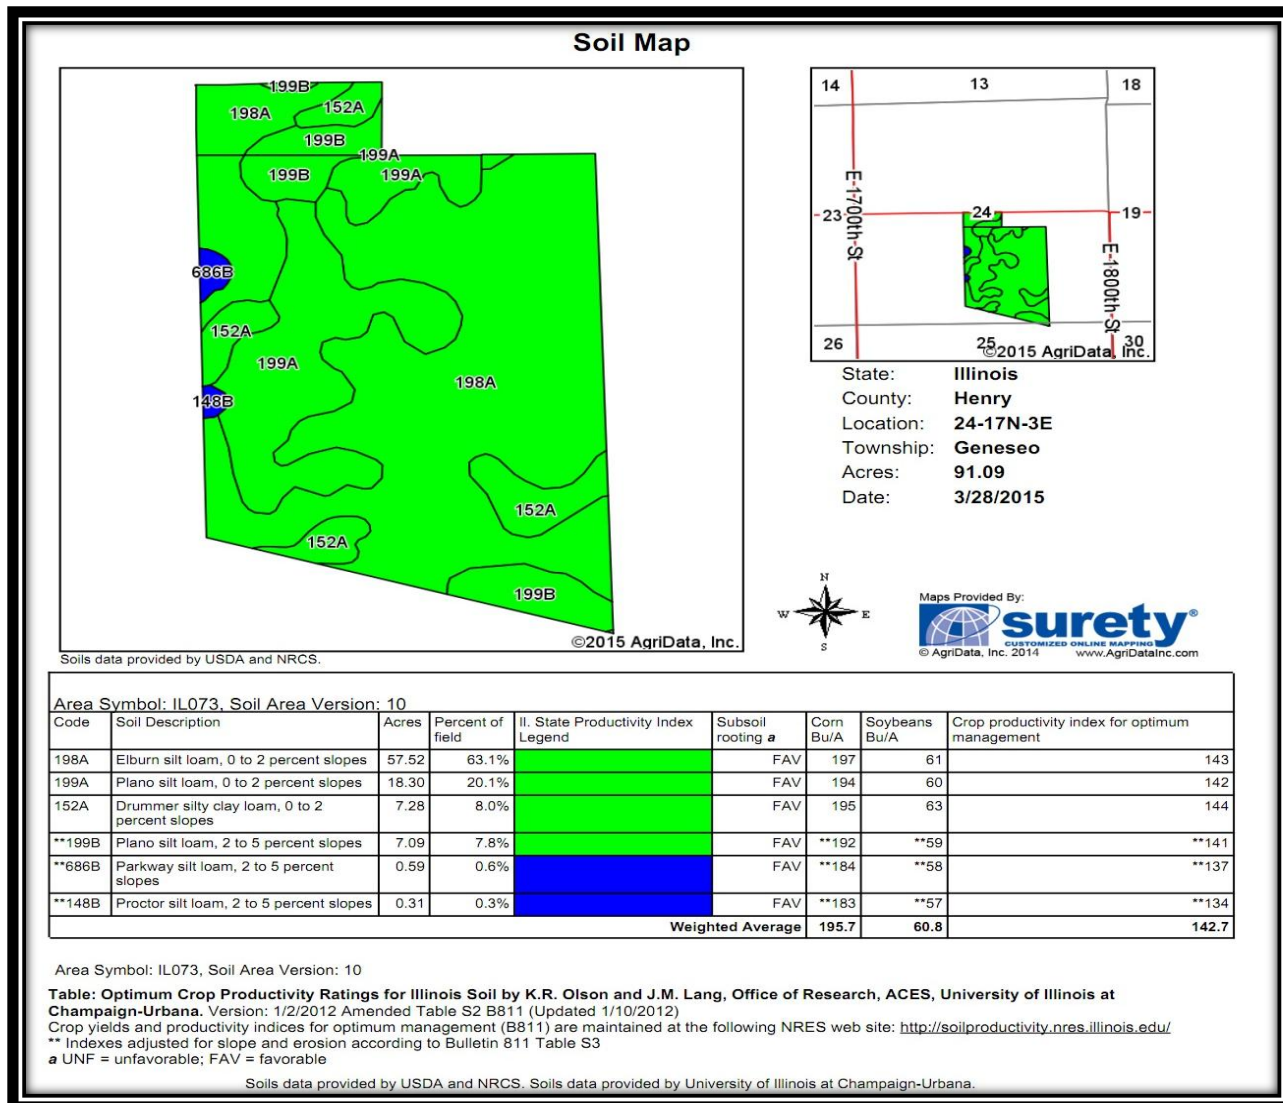 Soil Map
199B
152A
198A
199B
199A
199B
199A
686B
152A
199A
198A
148B
152A
152A
199B
©2015 AgriData, Inc.
Soils data provided by USDA and NRCS.
14 13 18
E-1700th-St
23 24 19
E-1800th-St
26 25 30
©2015 AgriData, Inc.
State: Illinois
County: Henry
Location: 24-17N-3E
Township: Geneseo
Acres: 91.09
Date: 3/28/2015
N
W E
S
Maps Provided By:
surety®
CUSTOMIZED ONLINE MAPPING
© AgriData, Inc. 2014 www.AgriDataInc.com
Area Symbol: IL073, Soil Area Version: 10
Code Soil Description Acres Percent of field II. State Productivity Index Legend Subsoil rooting a Corn Bu/A Soybeans Bu/A Crop productivity index for optimum management
198A Elburn silt loam, 0 to 2 percent slopes 57.52 63.1% FAV 197 61 143
199A Plano silt loam, 0 to 2 percent slopes 18.30 20.1% FAV 194 60 142
152A Drummer silty clay loam, 0 to 2 percent slopes 7.28 8.0% FAV 195 63 144
**199B Plano silt loam, 2 to 5 percent slopes 7.09 7.8% FAV **192 **59 **141
**686B Parkway silt loam, 2 to 5 percent slopes 0.59 0.6% FAV **184 **58 **137
**148B Proctor silt loam, 2 to 5 percent slopes 0.31 0.3% FAV **183 **57 **134
Weighted Average 195.7 60.8 142.7
Area Symbol: IL073, Soil Area Version: 10
Table: Optimum Crop Productivity Ratings for Illinois Soil by K.R. Olson and J.M. Lang, Office of Research, ACES, University of Illinois at
Champaign-Urbana. Version: 1/2/2012 Amended Table S2 B811 (Updated 1/10/2012)
Crop yields and productivity indices for optimum management (B811) are maintained at the following NRES web site: http://soilproductivity.nres.illinois.edu/
** Indexes adjusted for slope and erosion according to Bulletin 811 Table S3
a UNF = unfavorable; FAV = favorable
Soils data provided by USDA and NRCS. Soils data provided by University of Illinois at Champaign-Urbana.